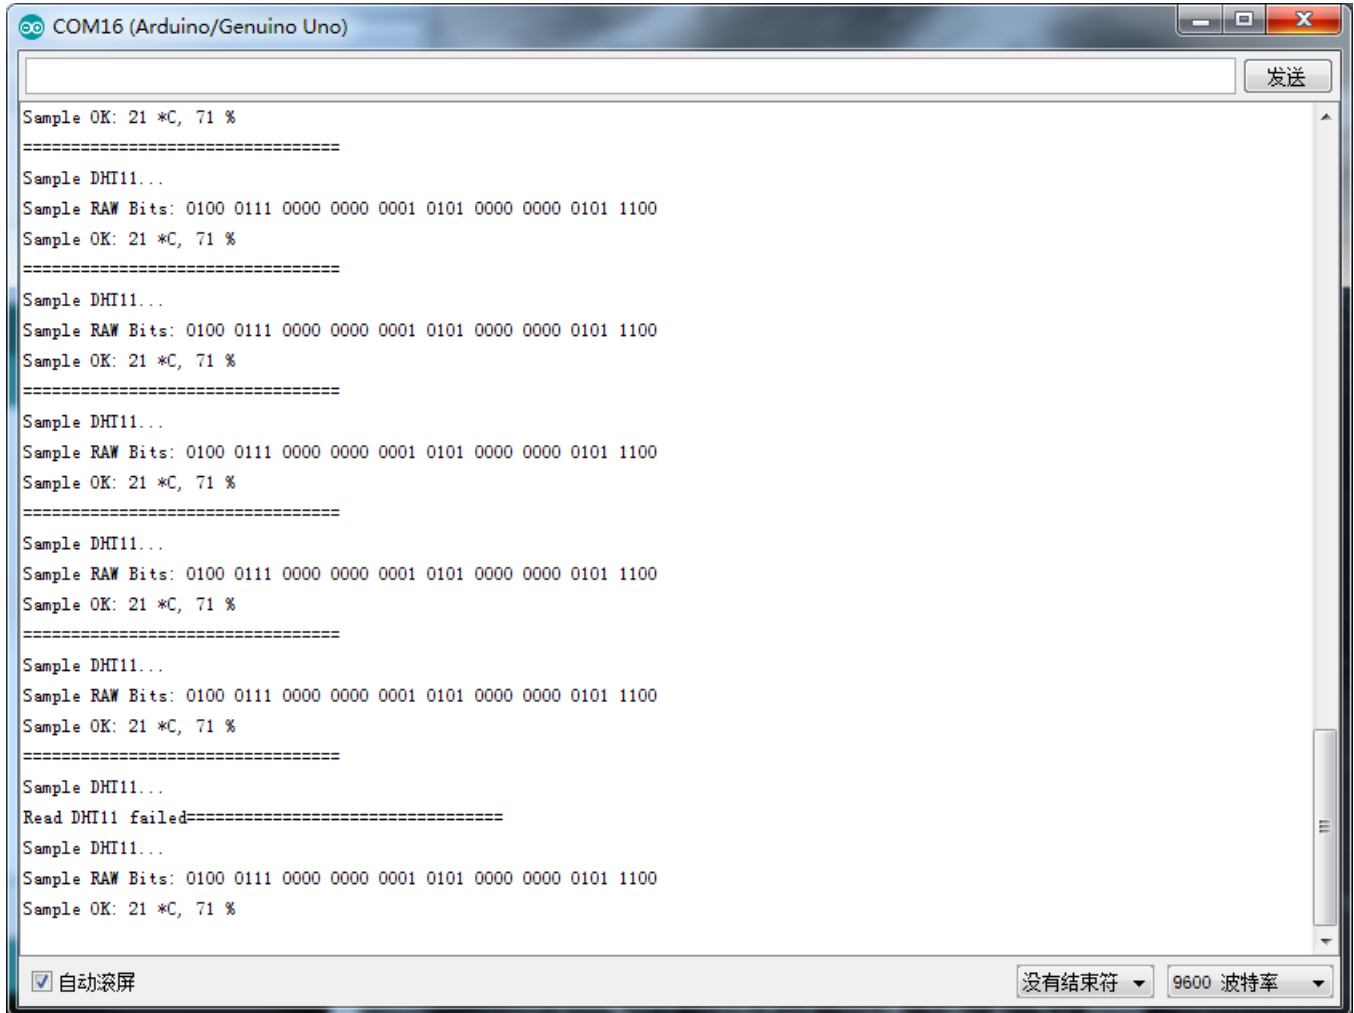 COM16 (Arduino/Genuino Uno)
发送
Sample OK: 21 *C, 71 %
=================================
Sample DHT11...
Sample RAW Bits: 0100 0111 0000 0000 0001 0101 0000 0000 0101 1100
Sample OK: 21 *C, 71 %
=================================
Sample DHT11...
Sample RAW Bits: 0100 0111 0000 0000 0001 0101 0000 0000 0101 1100
Sample OK: 21 *C, 71 %
=================================
Sample DHT11...
Sample RAW Bits: 0100 0111 0000 0000 0001 0101 0000 0000 0101 1100
Sample OK: 21 *C, 71 %
=================================
Sample DHT11...
Sample RAW Bits: 0100 0111 0000 0000 0001 0101 0000 0000 0101 1100
Sample OK: 21 *C, 71 %
=================================
Sample DHT11...
Sample RAW Bits: 0100 0111 0000 0000 0001 0101 0000 0000 0101 1100
Sample OK: 21 *C, 71 %
=================================
Sample DHT11...
Read DHT11 failed=================================
Sample DHT11...
Sample RAW Bits: 0100 0111 0000 0000 0001 0101 0000 0000 0101 1100
Sample OK: 21 *C, 71 %
自动滚屏
没有结束符
9600 波特率